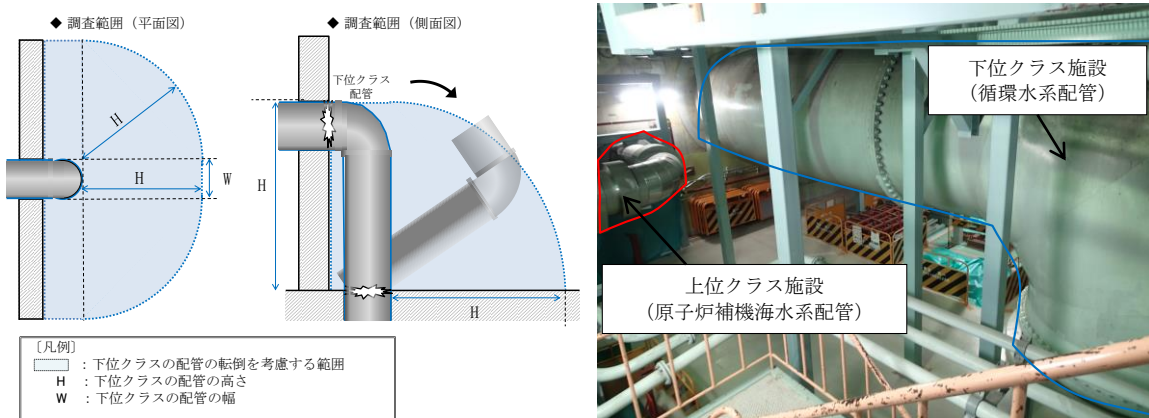 ◆ 調査範囲（平面図）
H
H
W
◆ 調査範囲（側面図）
下位クラス
配管
H
H
〔凡例〕
：下位クラスの配管の転倒を考慮する範囲
H ：下位クラスの配管の高さ
W ：下位クラスの配管の幅
下位クラス施設
（循環水系配管）
上位クラス施設
（原子炉補機海水系配管）